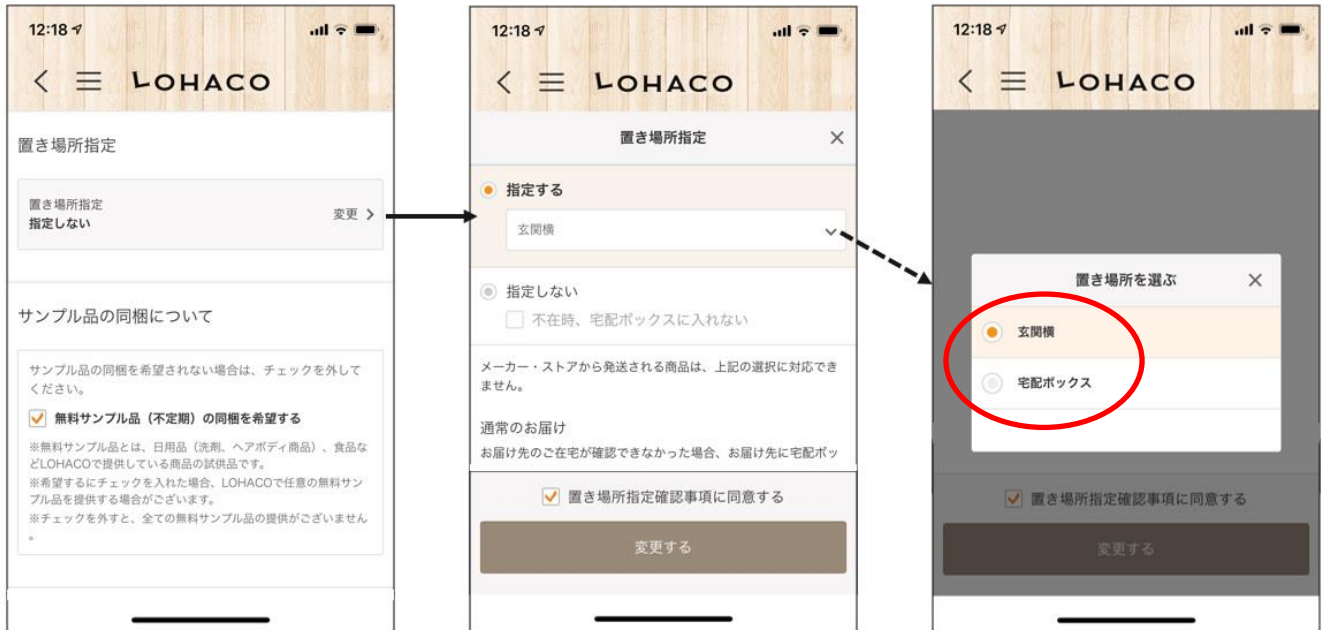 12:18
LOHACO
置き場所指定
置き場所指定
指定しない
変更
サンプル品の同梱について
サンプル品の同梱を希望されない場合は、チェックを外して
ください。
無料サンプル品（不定期）の同梱を希望する
※無料サンプル品とは、日用品（洗剤、ヘアボディ商品）、食品な
どLOHACOで提供している商品の試供品です。
※希望するにチェックを入れた場合、LOHACOで任意の無料サン
プル品を提供する場合がございます。
※チェックを外すと、全ての無料サンプル品の提供がございません
。
12:18
LOHACO
置き場所指定
指定する
玄関横
指定しない
不在時、宅配ボックスに入れない
メーカー・ストアから発送される商品は、上記の選択に対応でき
ません。
通常のお届け
お届け先のご在宅が確認できなかった場合、お届け先に宅配ボッ
置き場所指定確認事項に同意する
変更する
12:18
LOHACO
置き場所を選ぶ
玄関横
宅配ボックス
置き場所指定確認事項に同意する
変更する